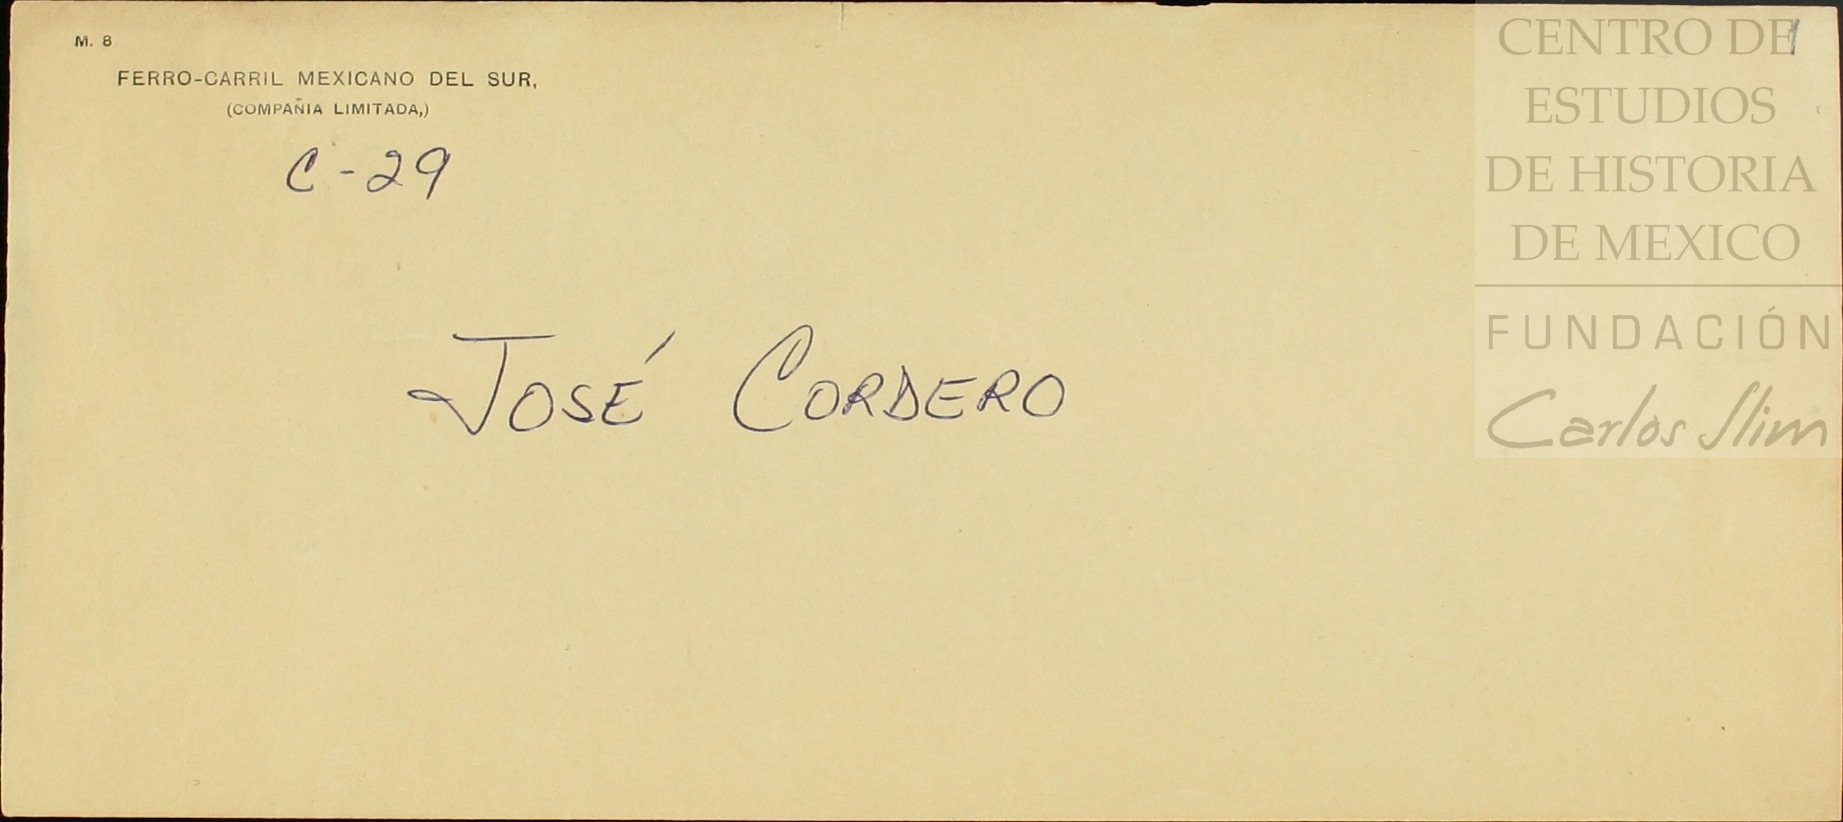 M. 8
FERRO-CARRIL MEXICANO DEL SUR,
(COMPAÑIA LIMITADA,)
C-29
JOSÉ CORDERO
1
CENTRO DE
ESTUDIOS
DE HISTORIA
DE MEXICO
FUNDACIÓN
Carlos Slim